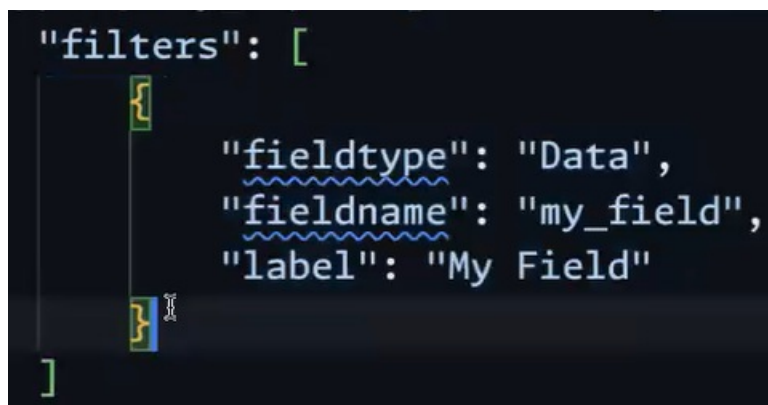 "filters": [
{
"fieldtype": "Data",
"fieldname": "my_field",
"label": "My Field"
}
]